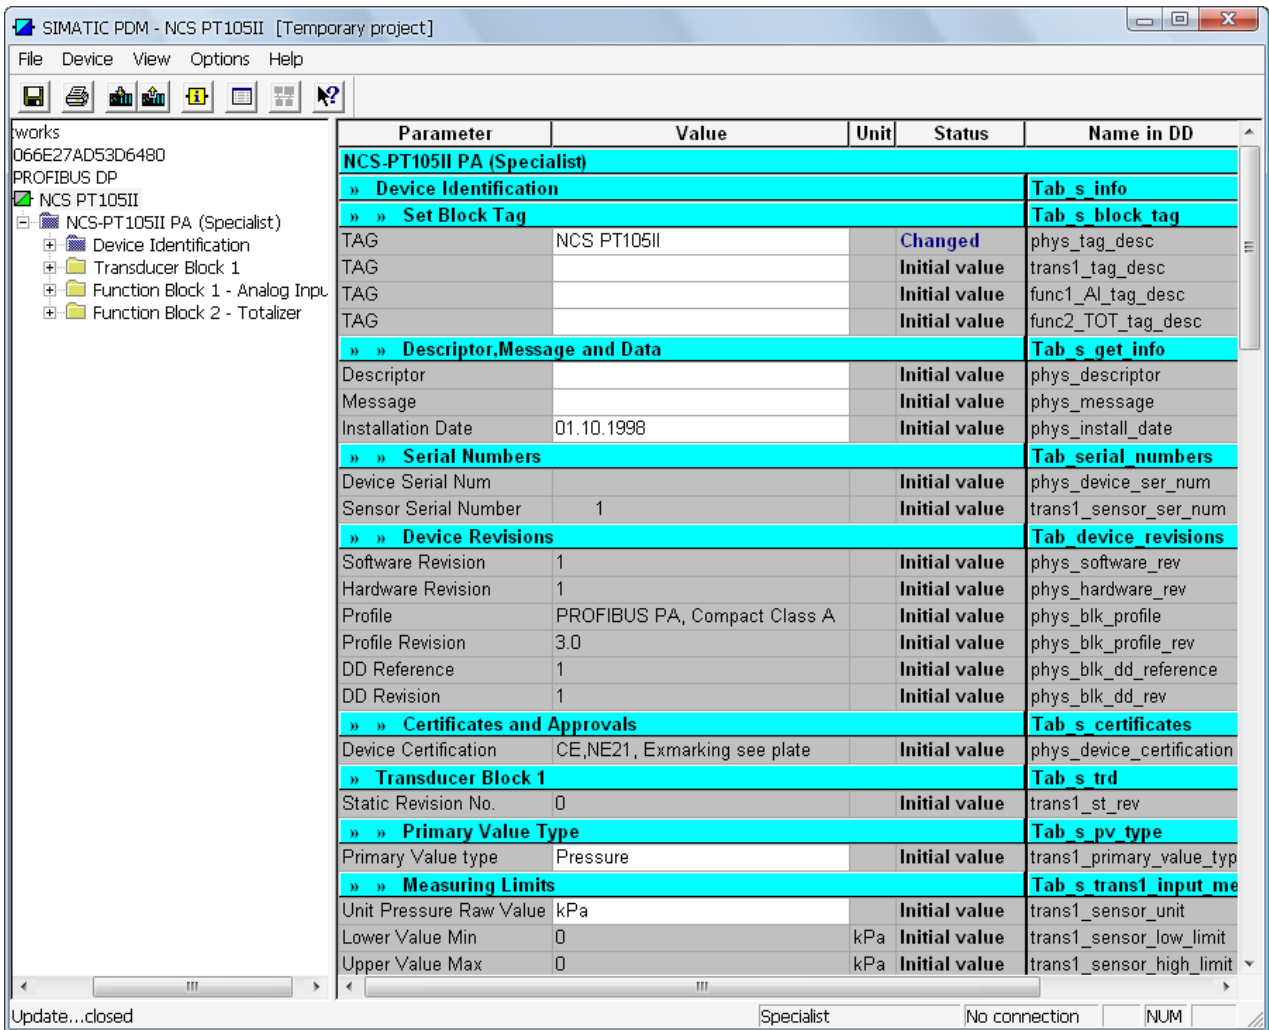 SIMATIC PDM - NCS PT105II [Temporary project]
File Device View Options Help
works
066E27AD53D6480
PROFIBUS DP
NCS PT105II
NCS-PT105II PA (Specialist)
Device Identification
Transducer Block 1
Function Block 1 - Analog Inpu
Function Block 2 - Totalizer
Parameter Value Unit Status Name in DD
NCS-PT105II PA (Specialist)
» Device Identification Tab_s_info
» » Set Block Tag Tab_s_block_tag
TAG NCS PT105II Changed phys_tag_desc
TAG Initial value trans1_tag_desc
TAG Initial value func1_AI_tag_desc
TAG Initial value func2_TOT_tag_desc
» » Descriptor,Message and Data Tab_s_get_info
Descriptor Initial value phys_descriptor
Message Initial value phys_message
Installation Date 01.10.1998 Initial value phys_install_date
» » Serial Numbers Tab_serial_numbers
Device Serial Num Initial value phys_device_ser_num
Sensor Serial Number 1 Initial value trans1_sensor_ser_num
» » Device Revisions Tab_device_revisions
Software Revision 1 Initial value phys_software_rev
Hardware Revision 1 Initial value phys_hardware_rev
Profile PROFIBUS PA, Compact Class A Initial value phys_blk_profile
Profile Revision 3.0 Initial value phys_blk_profile_rev
DD Reference 1 Initial value phys_blk_dd_reference
DD Revision 1 Initial value phys_blk_dd_rev
» » Certificates and Approvals Tab_s_certificates
Device Certification CE,NE21, Exmarking see plate Initial value phys_device_certification
» Transducer Block 1 Tab_s_trd
Static Revision No. 0 Initial value trans1_st_rev
» » Primary Value Type Tab_s_pv_type
Primary Value type Pressure Initial value trans1_primary_value_typ
» » Measuring Limits Tab_s_trans1_input_me
Unit Pressure Raw Value kPa Initial value trans1_sensor_unit
Lower Value Min 0 kPa Initial value trans1_sensor_low_limit
Upper Value Max 0 kPa Initial value trans1_sensor_high_limit
Update...closed Specialist No connection NUM